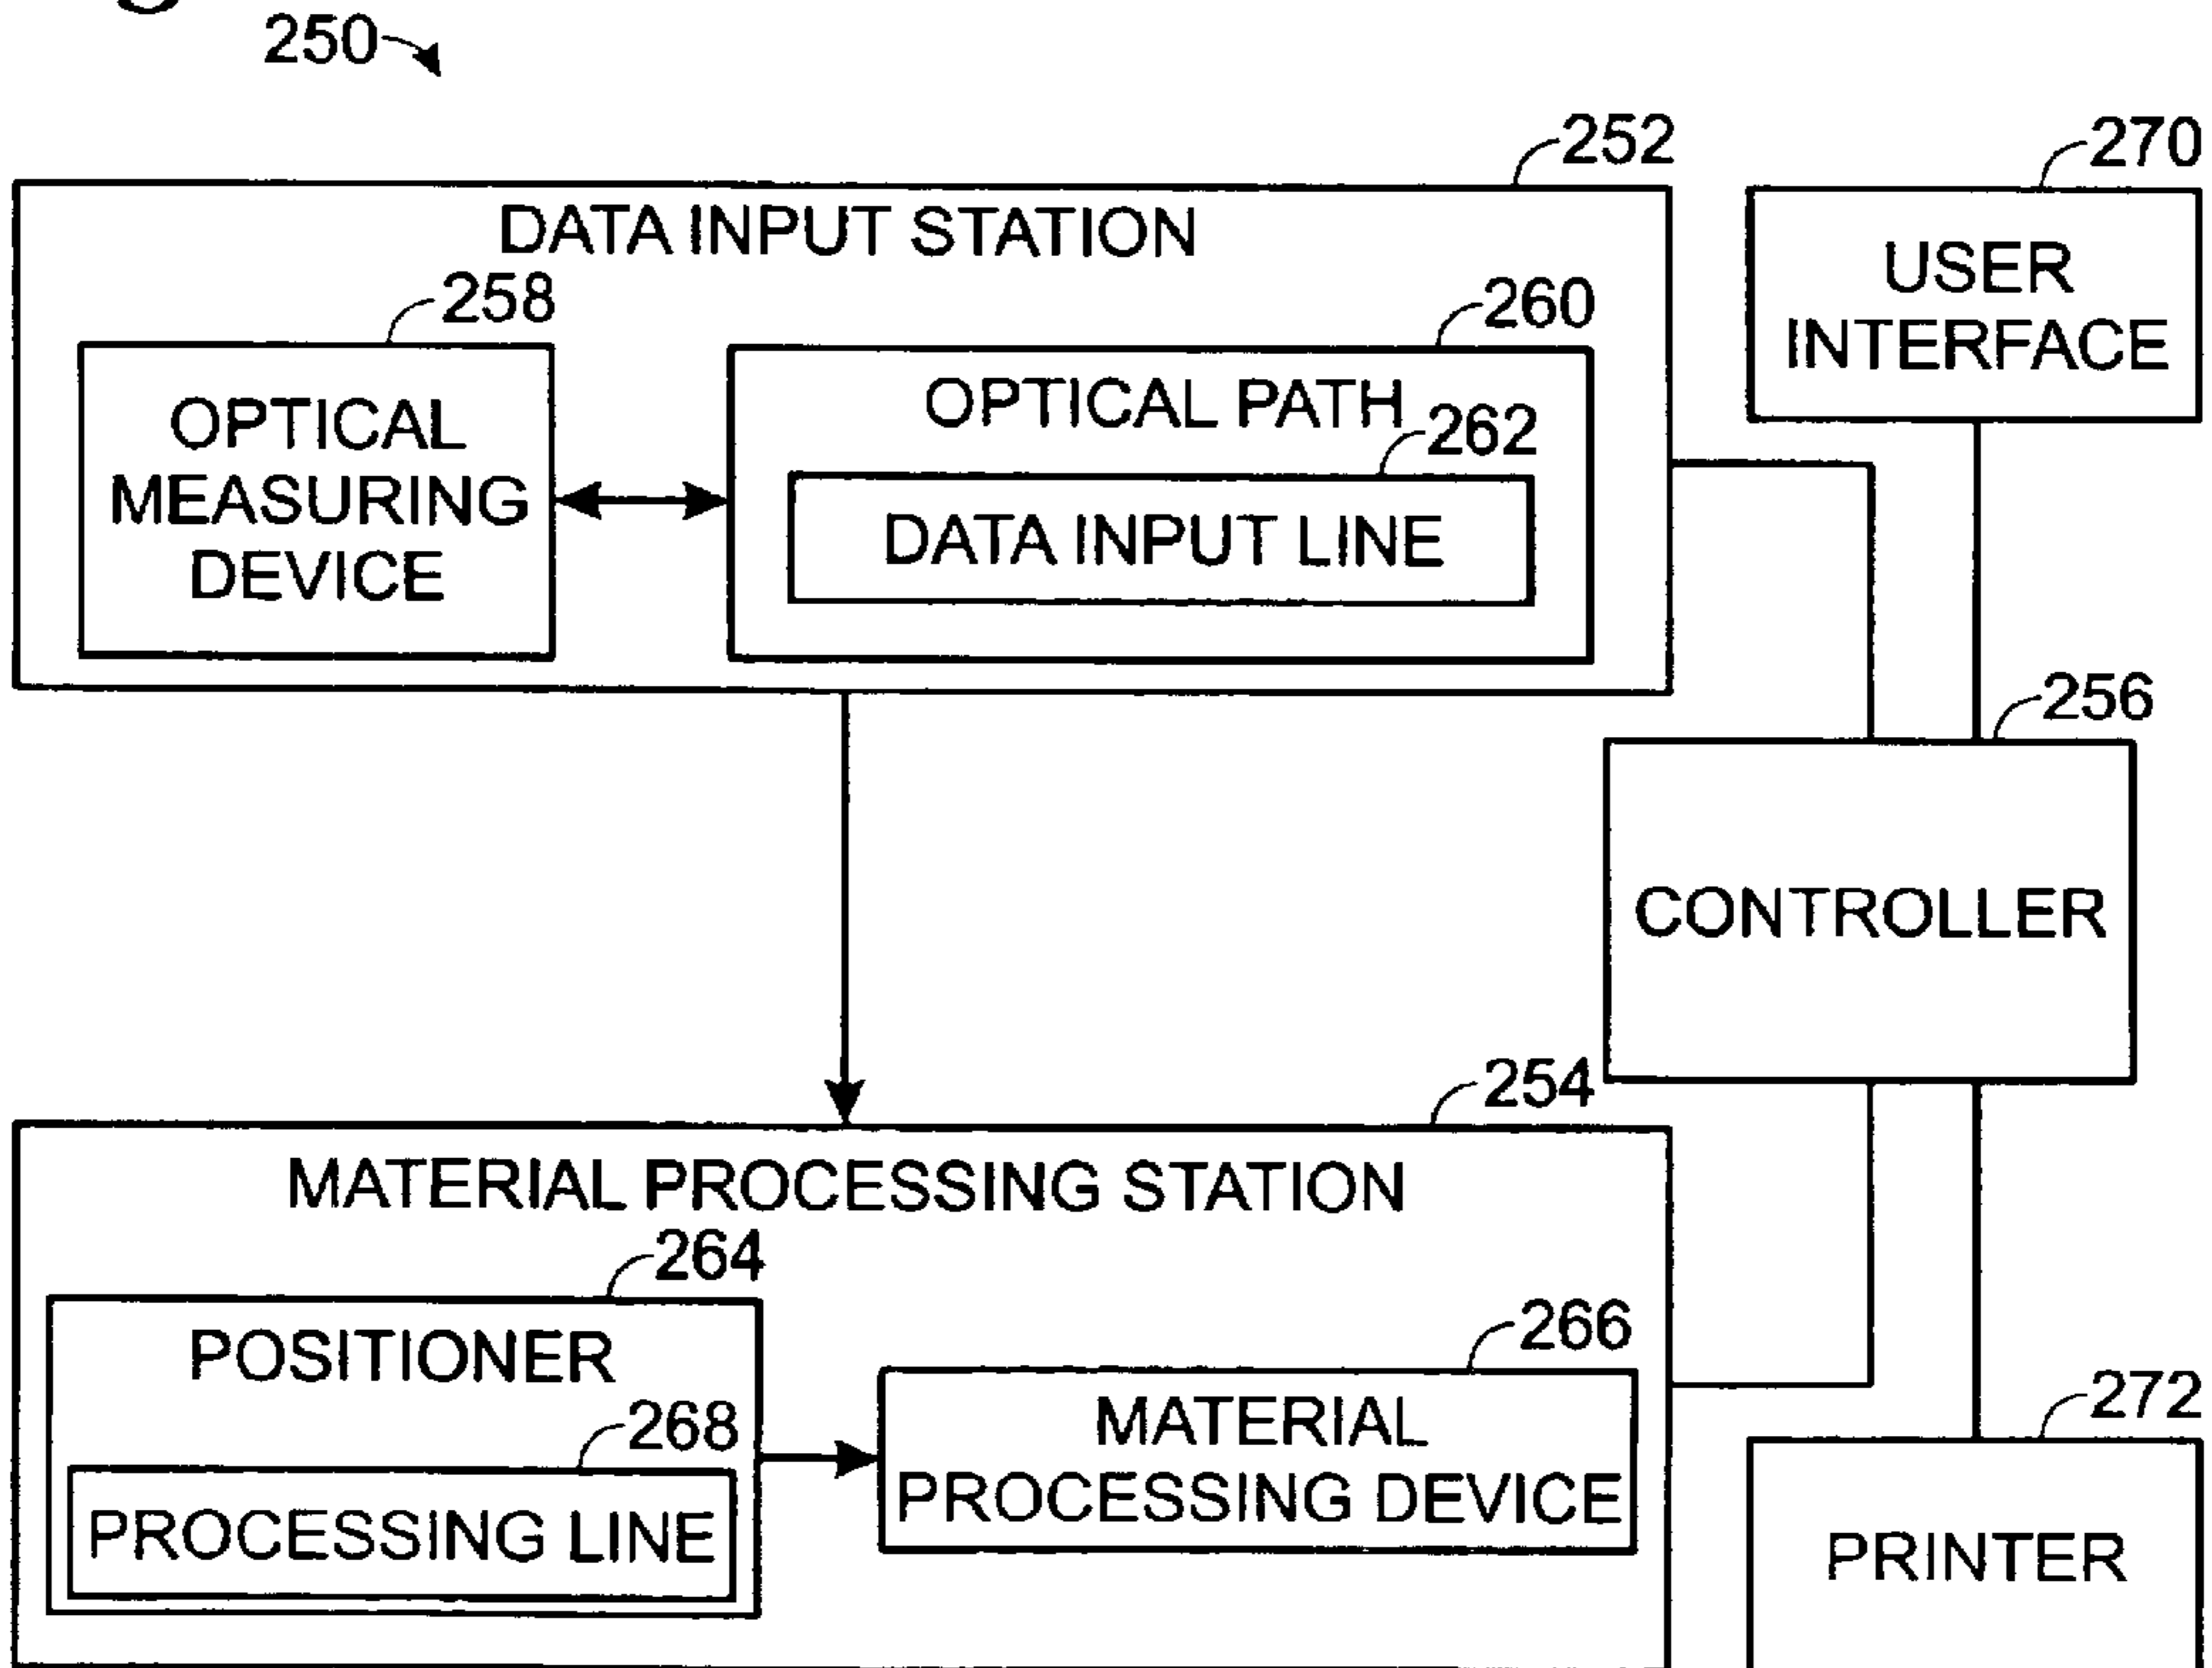 250
252
270
DATA INPUT STATION
USER
INTERFACE
258
260
OPTICAL
MEASURING
DEVICE
OPTICAL PATH
262
DATA INPUT LINE
256
CONTROLLER
254
MATERIAL PROCESSING STATION
264
POSITIONER
266
268
PROCESSING LINE
MATERIAL
PROCESSING DEVICE
272
PRINTER